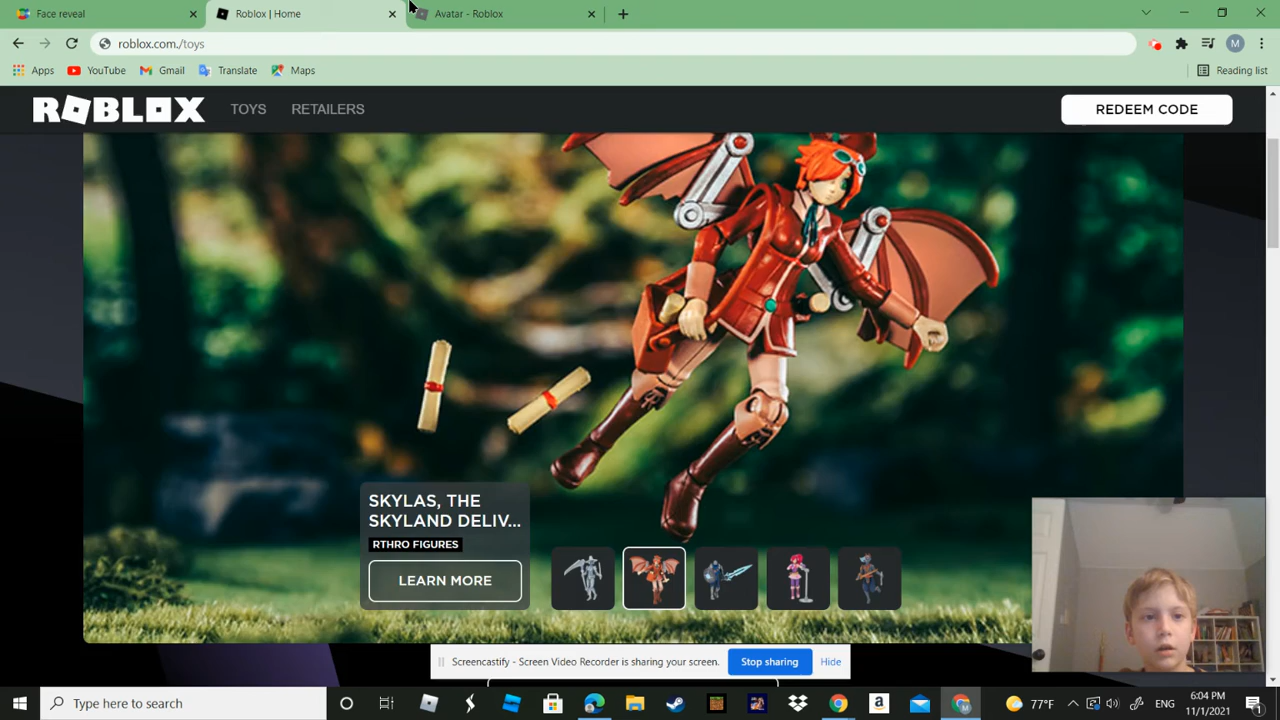 Face reveal
Roblox | Home
Avatar - Roblox
roblox.com./toys
M
Apps
YouTube
Gmail
Translate
Maps
Reading list
ROBLOX
TOYS
RETAILERS
REDEEM CODE
SKYLAS, THE
SKYLAND DELIV...
RTHRO FIGURES
LEARN MORE
Screencastify - Screen Video Recorder is sharing your screen.
Stop sharing
Hide
Type here to search
77°F
ENG
6:04 PM
11/1/2021